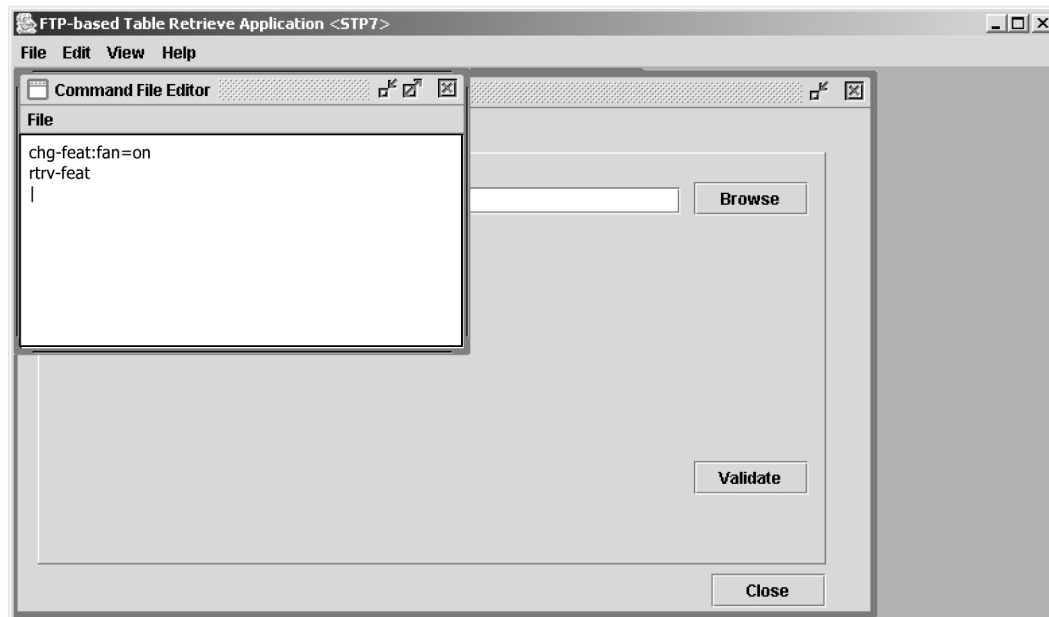 FTP-based Table Retrieve Application <STP7>
File Edit View Help
Command File Editor
File
chg-feat:fan=on
rtrv-feat
Browse
Validate
Close